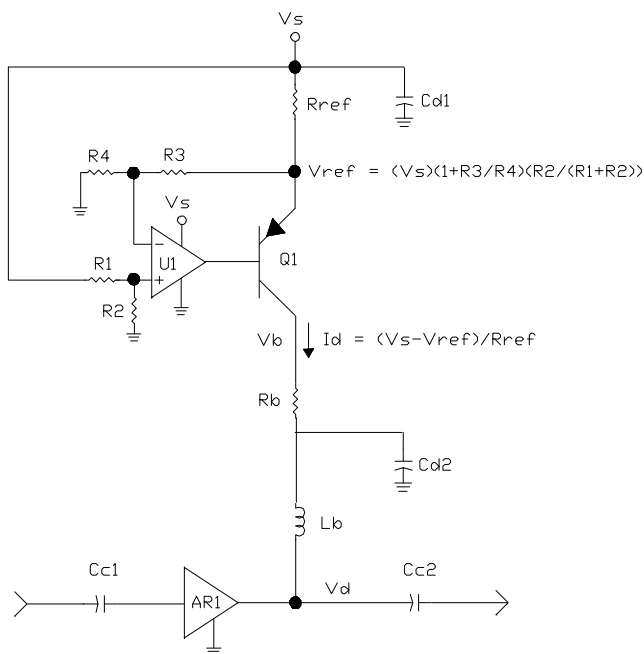 Vs
Rref
Cd1
R4
R3
Vref = (Vs)(1+R3/R4)(R2/(R1+R2))
Vs
-
R1
U1
Q1
+
R2
Vb
Id = (Vs-Vref)/Rref
Rb
Cd2
Lb
Cc1
Vd
Cc2
AR1